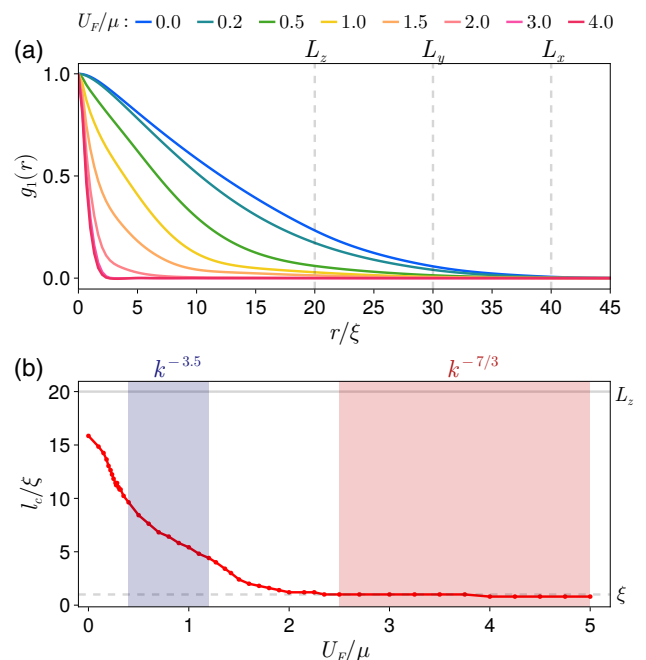 U_F/μ : 0.0 0.2 0.5 1.0 1.5 2.0 3.0 4.0
(a) L_z L_y L_x
1.0
0.5
0.0
g_1(r)
0 5 10 15 20 25 30 35 40 45
r/ξ
(b) k^{-3.5} k^{-7/3}
20 L_z
15
10
5
0 ξ
l_c/ξ
0 1 2 3 4 5
U_F/μ